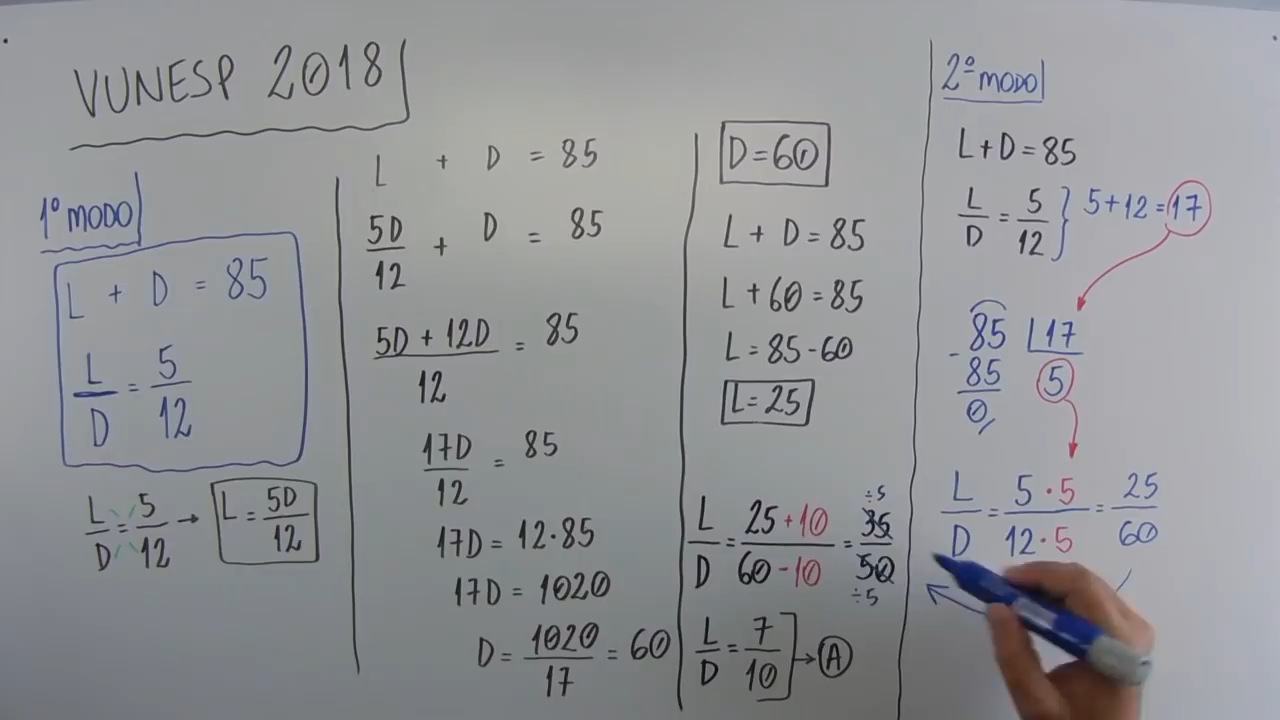 VUNESP 2018
1º MODO
L + D = 85
L/D = 5/12
L/D = 5/12 → L = 5D/12
L + D = 85
5D/12 + D = 85
(5D + 12D)/12 = 85
17D/12 = 85
17D = 12·85
17D = 1020
D = 1020/17 = 60
D = 60
L + D = 85
L + 60 = 85
L = 85 - 60
L = 25
÷5
L/D = (25 + 10)/(60 - 10) = 35/50
÷5
L/D = 7/10 → A
2º MODO
L + D = 85
L/D = 5/12 } 5 + 12 = 17
85 17
- 85 5
0
L/D = (5 · 5)/(12 · 5) = 25/60